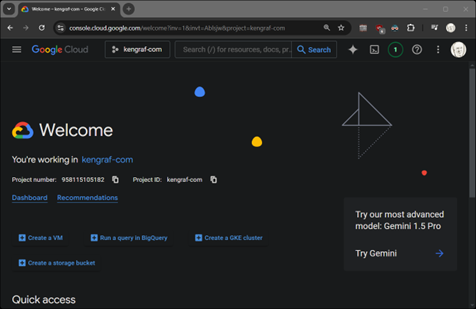 Welcome – kengraf-com – Google
console.cloud.google.com/welcome?inv=1&invt=Abhjwj&project=kengraf-com
Google Cloud
kengraf-com
Search (/) for resources, docs, pr...
Search
1
Welcome
You're working in kengraf-com
Project number: 958115105182 Project ID: kengraf-com
Dashboard Recommendations
Try our most advanced
model: Gemini 1.5 Pro
Try Gemini
Create a VM
Run a query in BigQuery
Create a GKE cluster
Create a storage bucket
Quick access